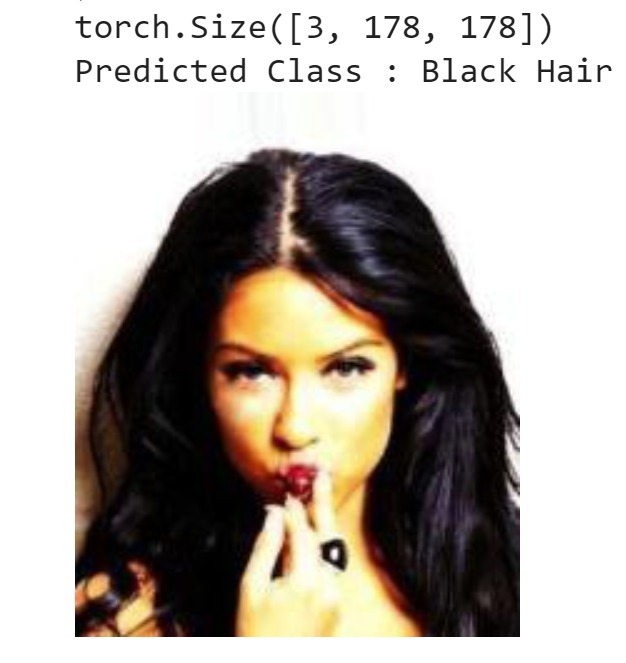 torch.Size([3, 178, 178])
Predicted Class : Black Hair